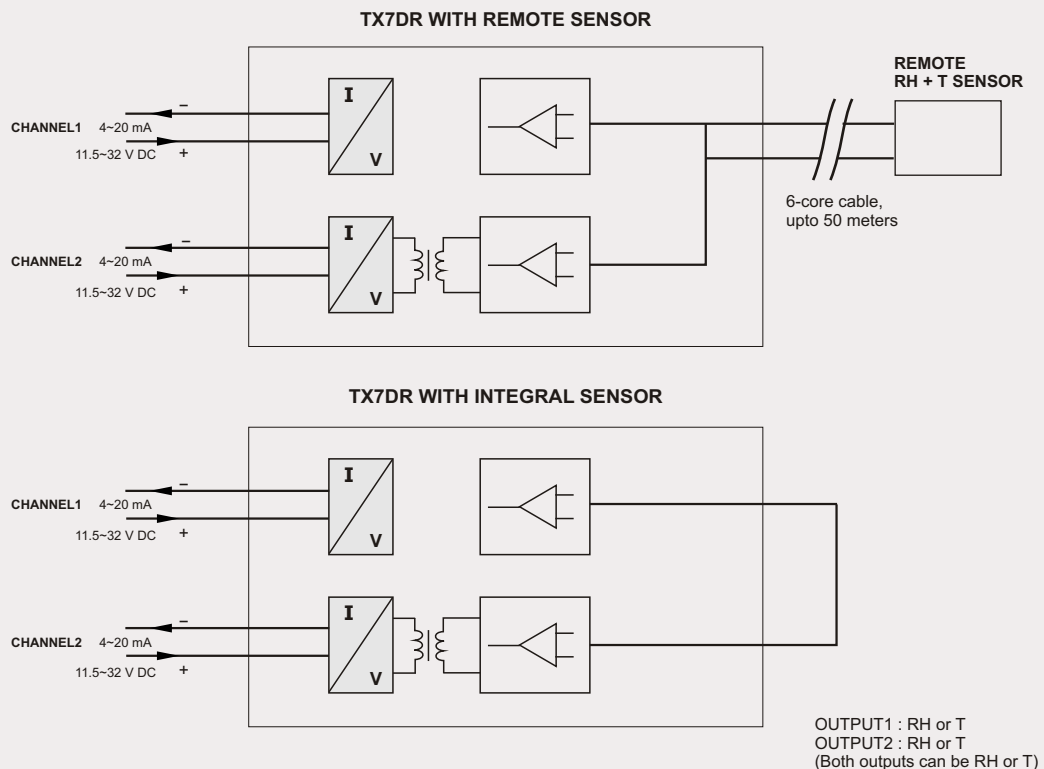 TX7DR WITH REMOTE SENSOR
REMOTE
RH + T SENSOR
I
V
–
CHANNEL1 4~20 mA
11.5~32 V DC +
6-core cable,
upto 50 meters
I
V
–
CHANNEL2 4~20 mA
11.5~32 V DC +
TX7DR WITH INTEGRAL SENSOR
I
V
–
CHANNEL1 4~20 mA
11.5~32 V DC +
I
V
–
CHANNEL2 4~20 mA
11.5~32 V DC +
OUTPUT1 : RH or T
OUTPUT2 : RH or T
(Both outputs can be RH or T)